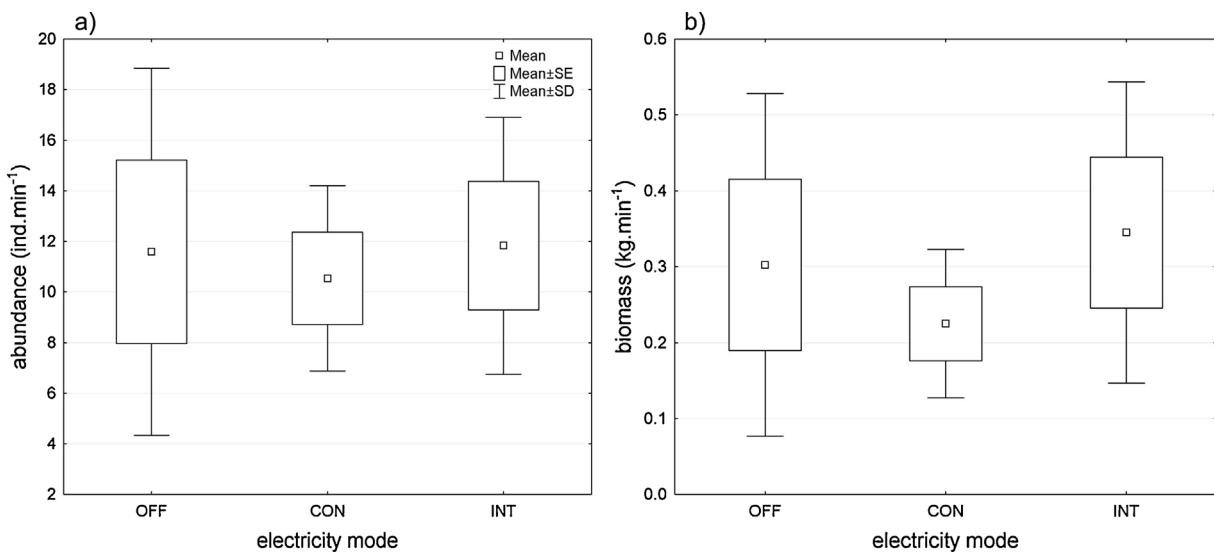 a)
20
18
16
14
12
10
8
6
4
2
abundance (ind.min⁻¹)
Mean
Mean±SE
Mean±SD
OFF CON INT
electricity mode
b)
0.6
0.5
0.4
0.3
0.2
0.1
0.0
biomass (kg.min⁻¹)
OFF CON INT
electricity mode